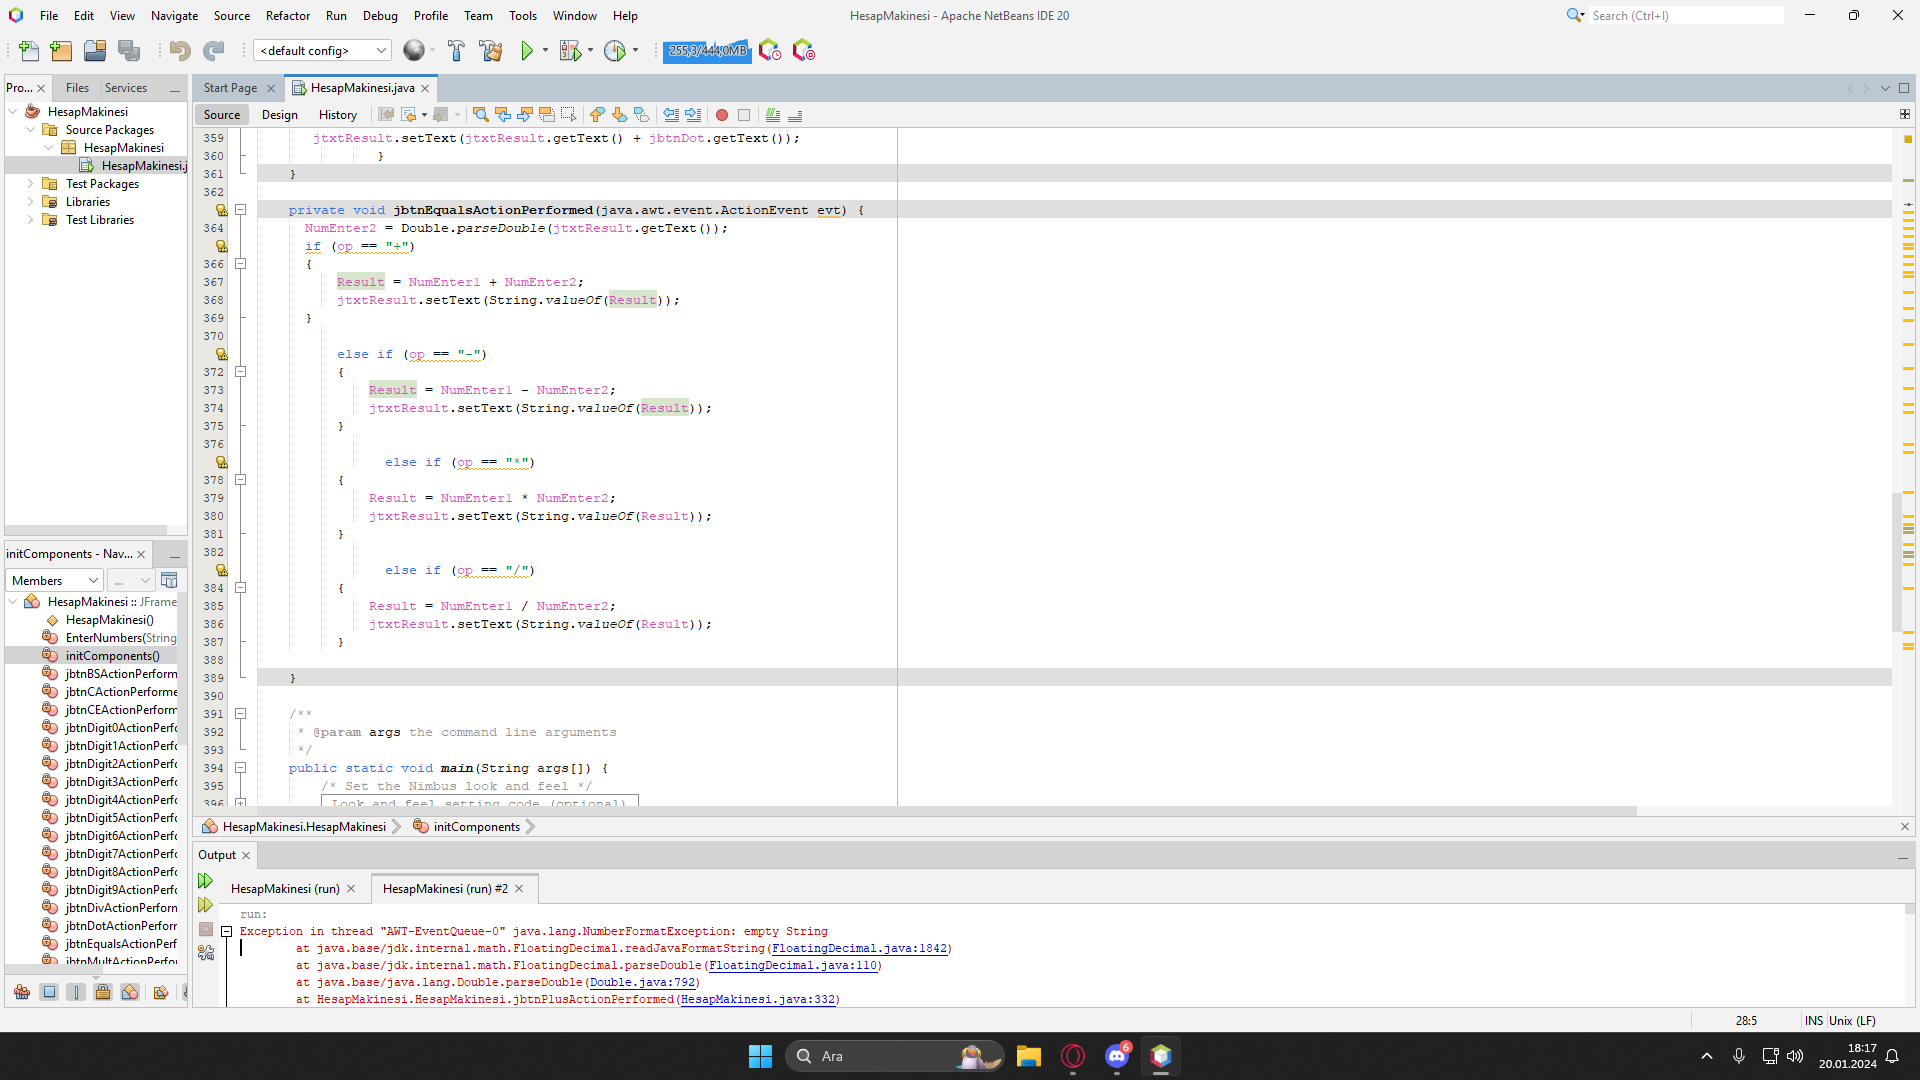 File Edit View Navigate Source Refactor Run Debug Profile Team Tools Window Help
HesapMakinesi - Apache NetBeans IDE 20
Search (Ctrl+I)
<default config>
255,3/444,0MB
Pro... Files Services
Start Page HesapMakinesi.java
Source Design History
HesapMakinesi
Source Packages
HesapMakinesi
HesapMakinesi.j
Test Packages
Libraries
Test Libraries
359 jtxtResult.setText(jtxtResult.getText() + jbtnDot.getText());
360 }
361 }
362
private void jbtnEqualsActionPerformed(java.awt.event.ActionEvent evt) {
364 NumEnter2 = Double.parseDouble(jtxtResult.getText());
if (op == "+")
366 {
367 Result = NumEnter1 + NumEnter2;
368 jtxtResult.setText(String.valueOf(Result));
369 }
370
else if (op == "-")
372 {
373 Result = NumEnter1 - NumEnter2;
374 jtxtResult.setText(String.valueOf(Result));
375 }
376
else if (op == "*")
378 {
379 Result = NumEnter1 * NumEnter2;
380 jtxtResult.setText(String.valueOf(Result));
381 }
382
else if (op == "/")
384 {
385 Result = NumEnter1 / NumEnter2;
386 jtxtResult.setText(String.valueOf(Result));
387 }
388
389 }
390
391 /**
392 * @param args the command line arguments
393 */
394 public static void main(String args[]) {
395 /* Set the Nimbus look and feel */
396 Look and feel setting code (optional)
HesapMakinesi.HesapMakinesi initComponents
initComponents - Nav...
Members ...
HesapMakinesi :: JFrame
HesapMakinesi()
EnterNumbers(String
initComponents()
jbtnBSActionPerform
jbtnCActionPerforme
jbtnCEActionPerform
jbtnDigit0ActionPerfo
jbtnDigit1ActionPerfo
jbtnDigit2ActionPerfo
jbtnDigit3ActionPerfo
jbtnDigit4ActionPerfo
jbtnDigit5ActionPerfo
jbtnDigit6ActionPerfo
jbtnDigit7ActionPerfo
jbtnDigit8ActionPerfo
jbtnDigit9ActionPerfo
jbtnDivActionPerform
jbtnDotActionPerform
jbtnEqualsActionPerf
jbtnMultActionPerfor
Output
HesapMakinesi (run) HesapMakinesi (run) #2
run:
Exception in thread "AWT-EventQueue-0" java.lang.NumberFormatException: empty String
at java.base/jdk.internal.math.FloatingDecimal.readJavaFormatString(FloatingDecimal.java:1842)
at java.base/jdk.internal.math.FloatingDecimal.parseDouble(FloatingDecimal.java:110)
at java.base/java.lang.Double.parseDouble(Double.java:792)
at HesapMakinesi.HesapMakinesi.jbtnPlusActionPerformed(HesapMakinesi.java:332)
28:5 INS Unix (LF)
Ara
6
18:17
20.01.2024